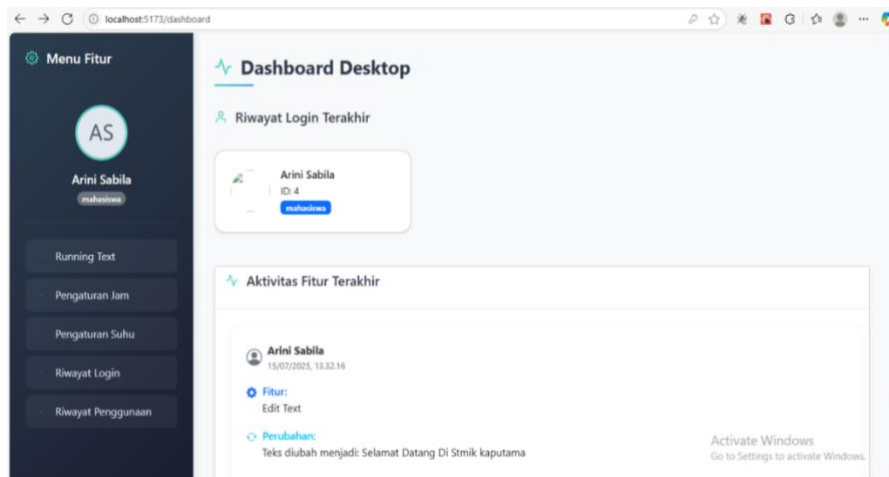 localhost:5173/dashboard
Menu Fitur
AS
Arini Sabila
mahasiswa
Running Text
Pengaturan Jam
Pengaturan Suhu
Riwayat Login
Riwayat Penggunaan
Dashboard Desktop
Riwayat Login Terakhir
Arini Sabila
ID: 4
mahasiswa
Aktivitas Fitur Terakhir
Arini Sabila
15/07/2025, 13.32.16
Fitur:
Edit Text
Perubahan:
Teks diubah menjadi: Selamat Datang Di Stmik kaputama
Activate Windows
Go to Settings to activate Windows.